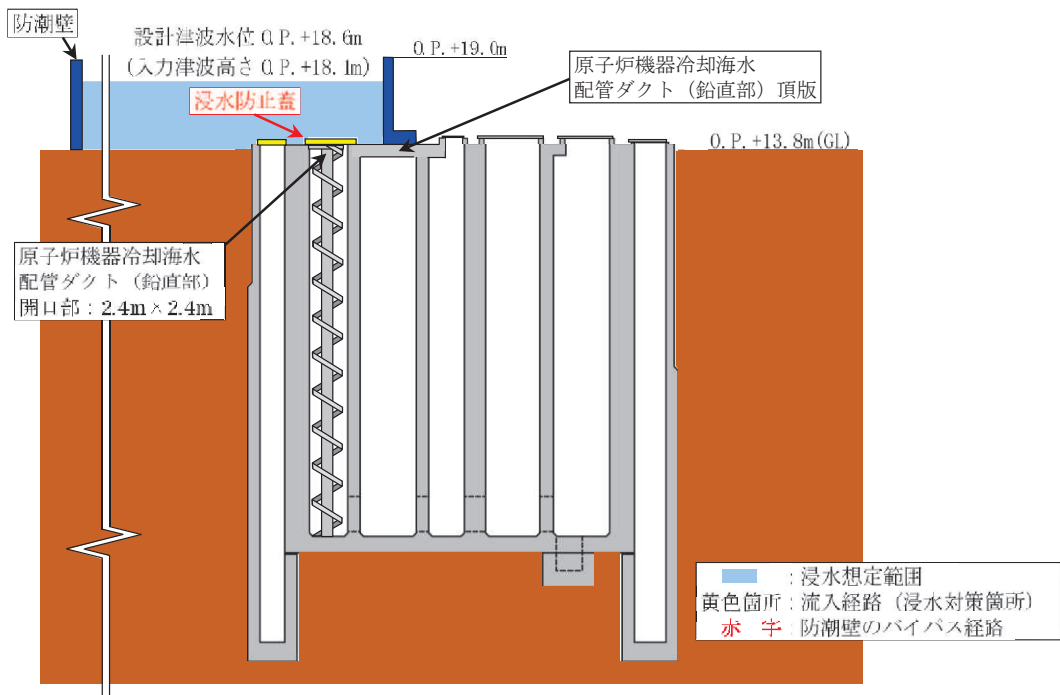 防潮壁
設計津波水位 O.P.+18.6m
(入力津波高さ O.P.+18.1m)
O.P.+19.0m
浸水防止蓋
原子炉機器冷却海水
配管ダクト（鉛直部）頂版
O.P.+13.8m(GL)
原子炉機器冷却海水
配管ダクト（鉛直部）
開口部：2.4m×2.4m
：浸水想定範囲
黄色箇所：流入経路（浸水対策箇所）
赤　字：防潮壁のバイパス経路